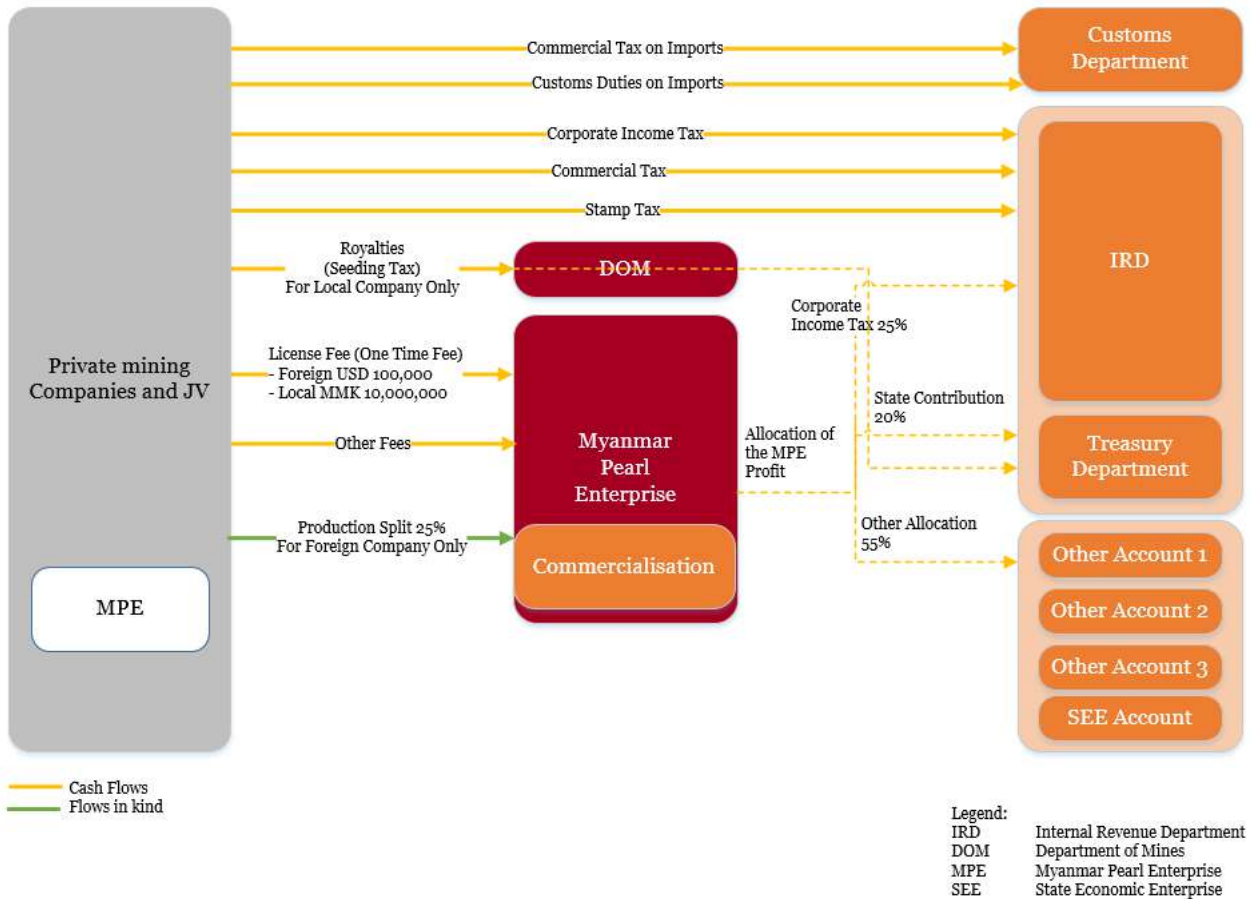 Commercial Tax on Imports
Customs
Department
Customs Duties on Imports
Corporate Income Tax
Commercial Tax
Stamp Tax
IRD
Royalties
(Seeding Tax)
For Local Company Only
DOM
Corporate
Income Tax 25%
Private mining
Companies and JV
License Fee (One Time Fee)
- Foreign USD 100,000
- Local MMK 10,000,000
State Contribution
20%
Other Fees
Myanmar
Pearl
Enterprise
Allocation of
the MPE
Profit
Treasury
Department
Production Split 25%
For Foreign Company Only
Commercialisation
Other Allocation
55%
Other Account 1
MPE
Other Account 2
Other Account 3
SEE Account
Cash Flows
Flows in kind
Legend:
IRD Internal Revenue Department
DOM Department of Mines
MPE Myanmar Pearl Enterprise
SEE State Economic Enterprise